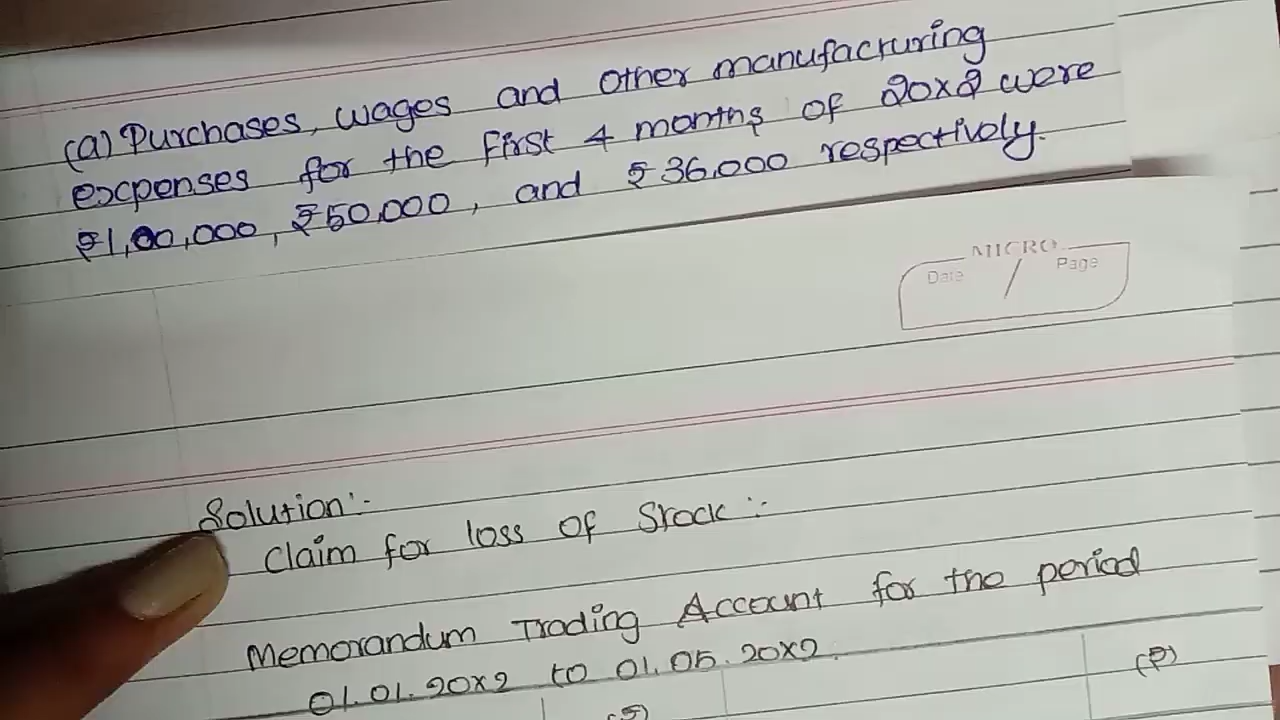 (a) Purchases, wages and other manufacturing
expenses for the first 4 months of 20x2 were
₹1,00,000, ₹50,000, and ₹36,000 respectively.
MICRO
Date Page
Solution:-
Claim for loss of Stock:-
Memorandum Trading Account for the period
01.01.20x2 to 01.05.20x2.
(₹) (₹)